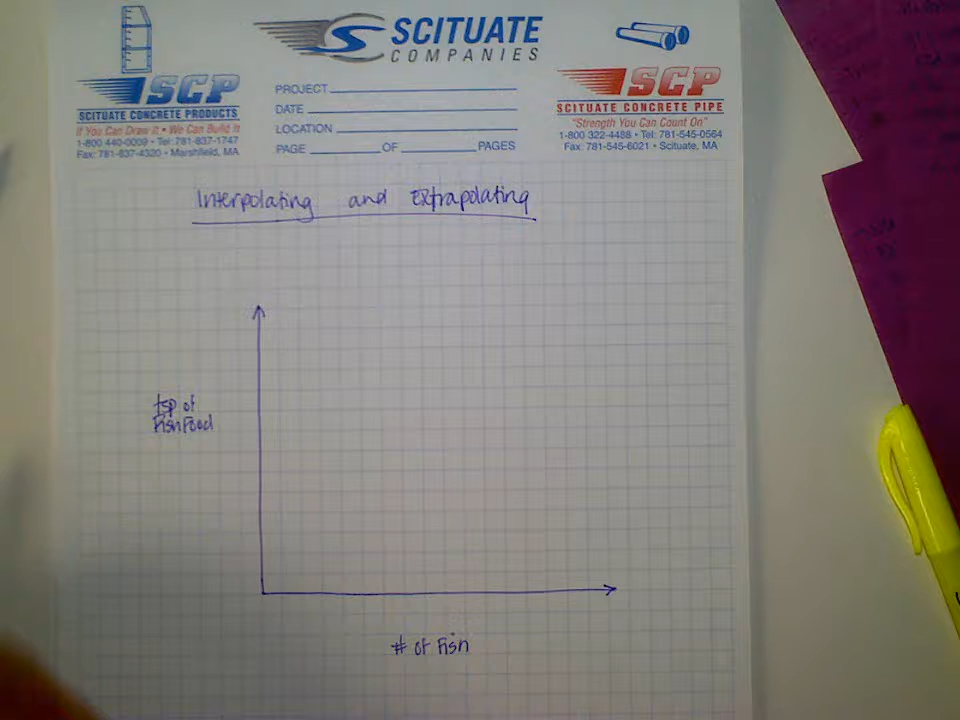 SCITUATE
COMPANIES
SCP
SCITUATE CONCRETE PRODUCTS
If You Can Draw It • We Can Build It
1-800 440-0009 • Tel: 781-837-1747
Fax: 781-837-4320 • Marshfield, MA
PROJECT
DATE
LOCATION
PAGE OF PAGES
SCP
SCITUATE CONCRETE PIPE
"Strength You Can Count On"
1-800 322-4488 • Tel: 781-545-0564
Fax: 781-545-6021 • Scituate, MA
Interpolating and Extrapolating
tsp of
Fish Food
# of Fish